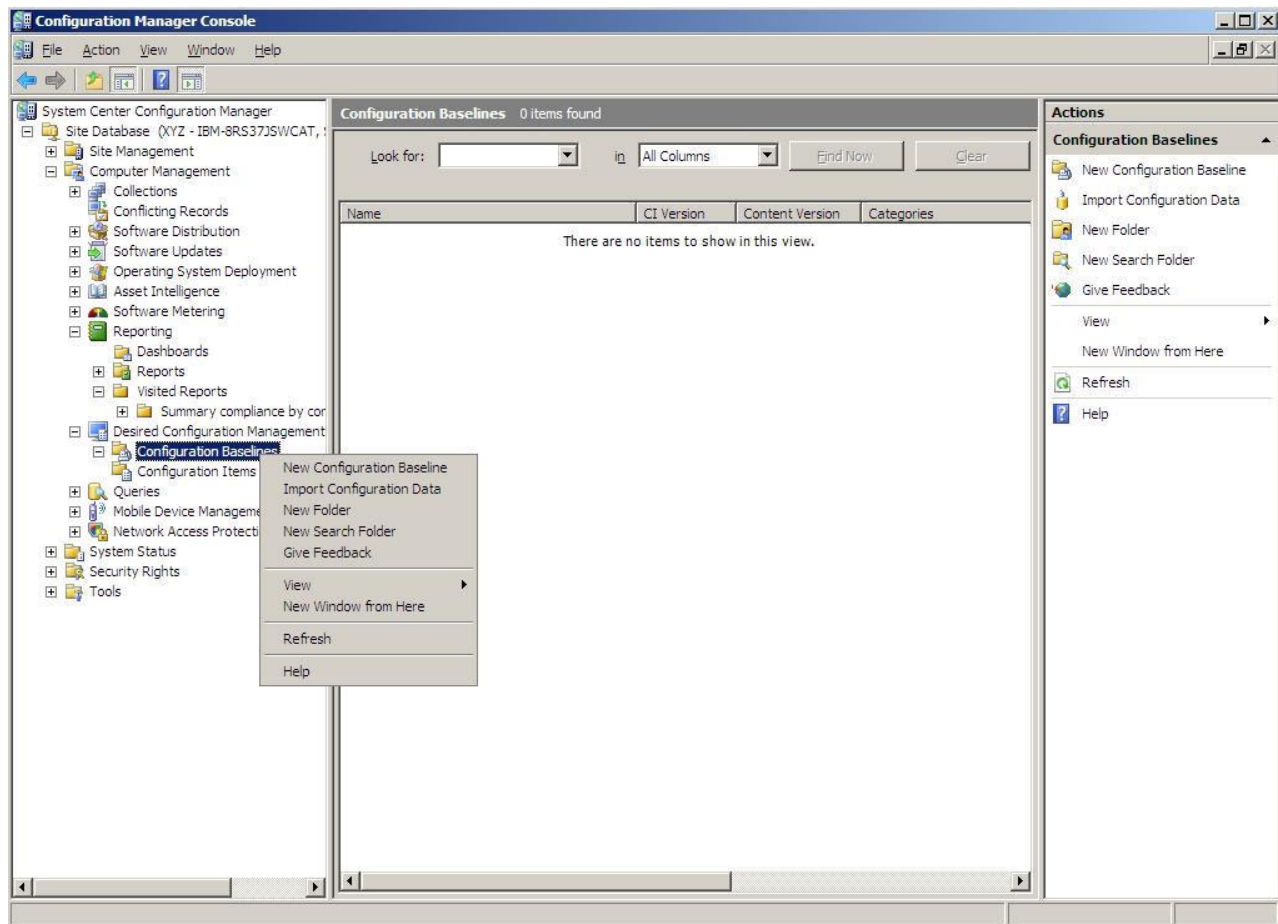 Configuration Manager Console
File Action View Window Help
System Center Configuration Manager
Site Database (XYZ - IBM-8RS37JSWCAT,
Site Management
Computer Management
Collections
Conflicting Records
Software Distribution
Software Updates
Operating System Deployment
Asset Intelligence
Software Metering
Reporting
Dashboards
Reports
Visited Reports
Summary compliance by cor
Desired Configuration Management
Configuration Baselines
Configuration Items
Queries
Mobile Device Manageme
Network Access Protecti
System Status
Security Rights
Tools
New Configuration Baseline
Import Configuration Data
New Folder
New Search Folder
Give Feedback
View
New Window from Here
Refresh
Help
Configuration Baselines 0 items found
Look for: in All Columns Find Now Clear
Name CI Version Content Version Categories
There are no items to show in this view.
Actions
Configuration Baselines
New Configuration Baseline
Import Configuration Data
New Folder
New Search Folder
Give Feedback
View
New Window from Here
Refresh
Help